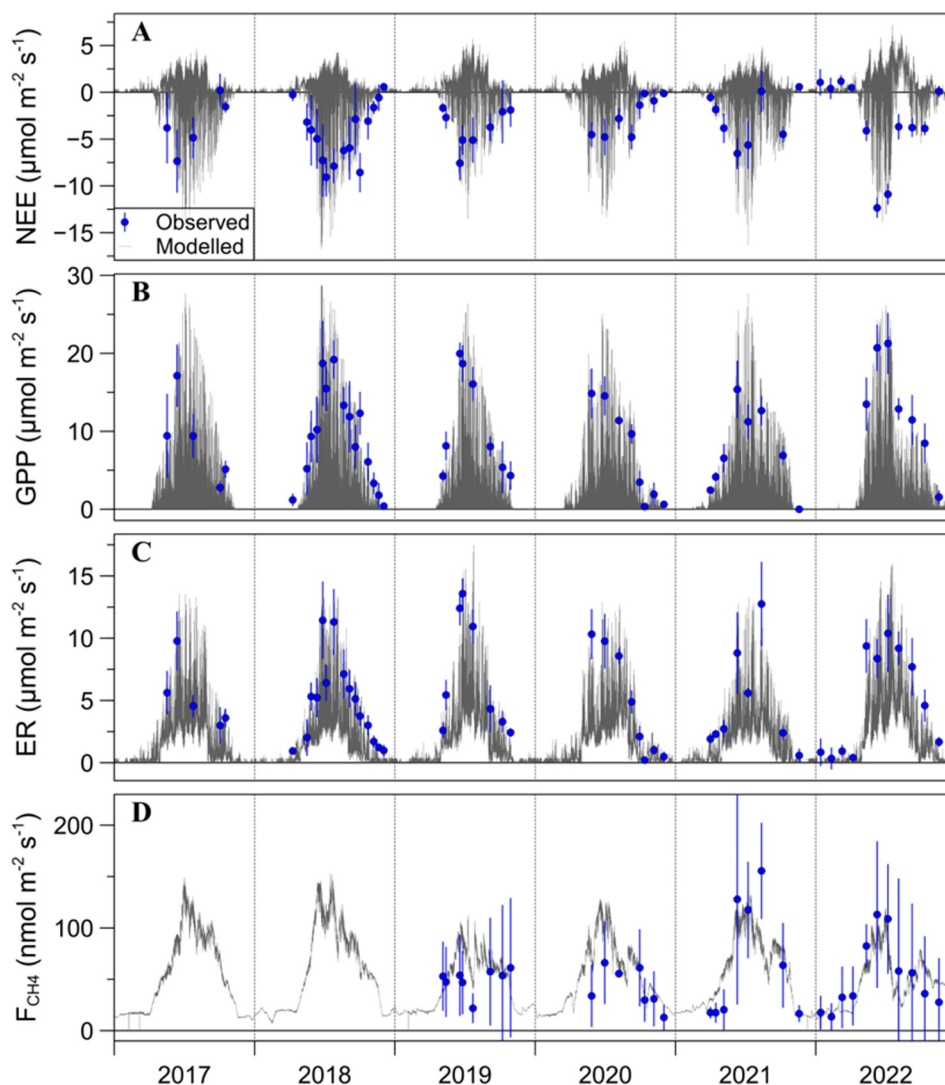 A
NEE (μmol m⁻² s⁻¹)
5
0
−5
−10
−15
Observed
Modelled
B
GPP (μmol m⁻² s⁻¹)
30
20
10
0
C
ER (μmol m⁻² s⁻¹)
15
10
5
0
D
F_CH4 (nmol m⁻² s⁻¹)
200
100
0
2017 2018 2019 2020 2021 2022